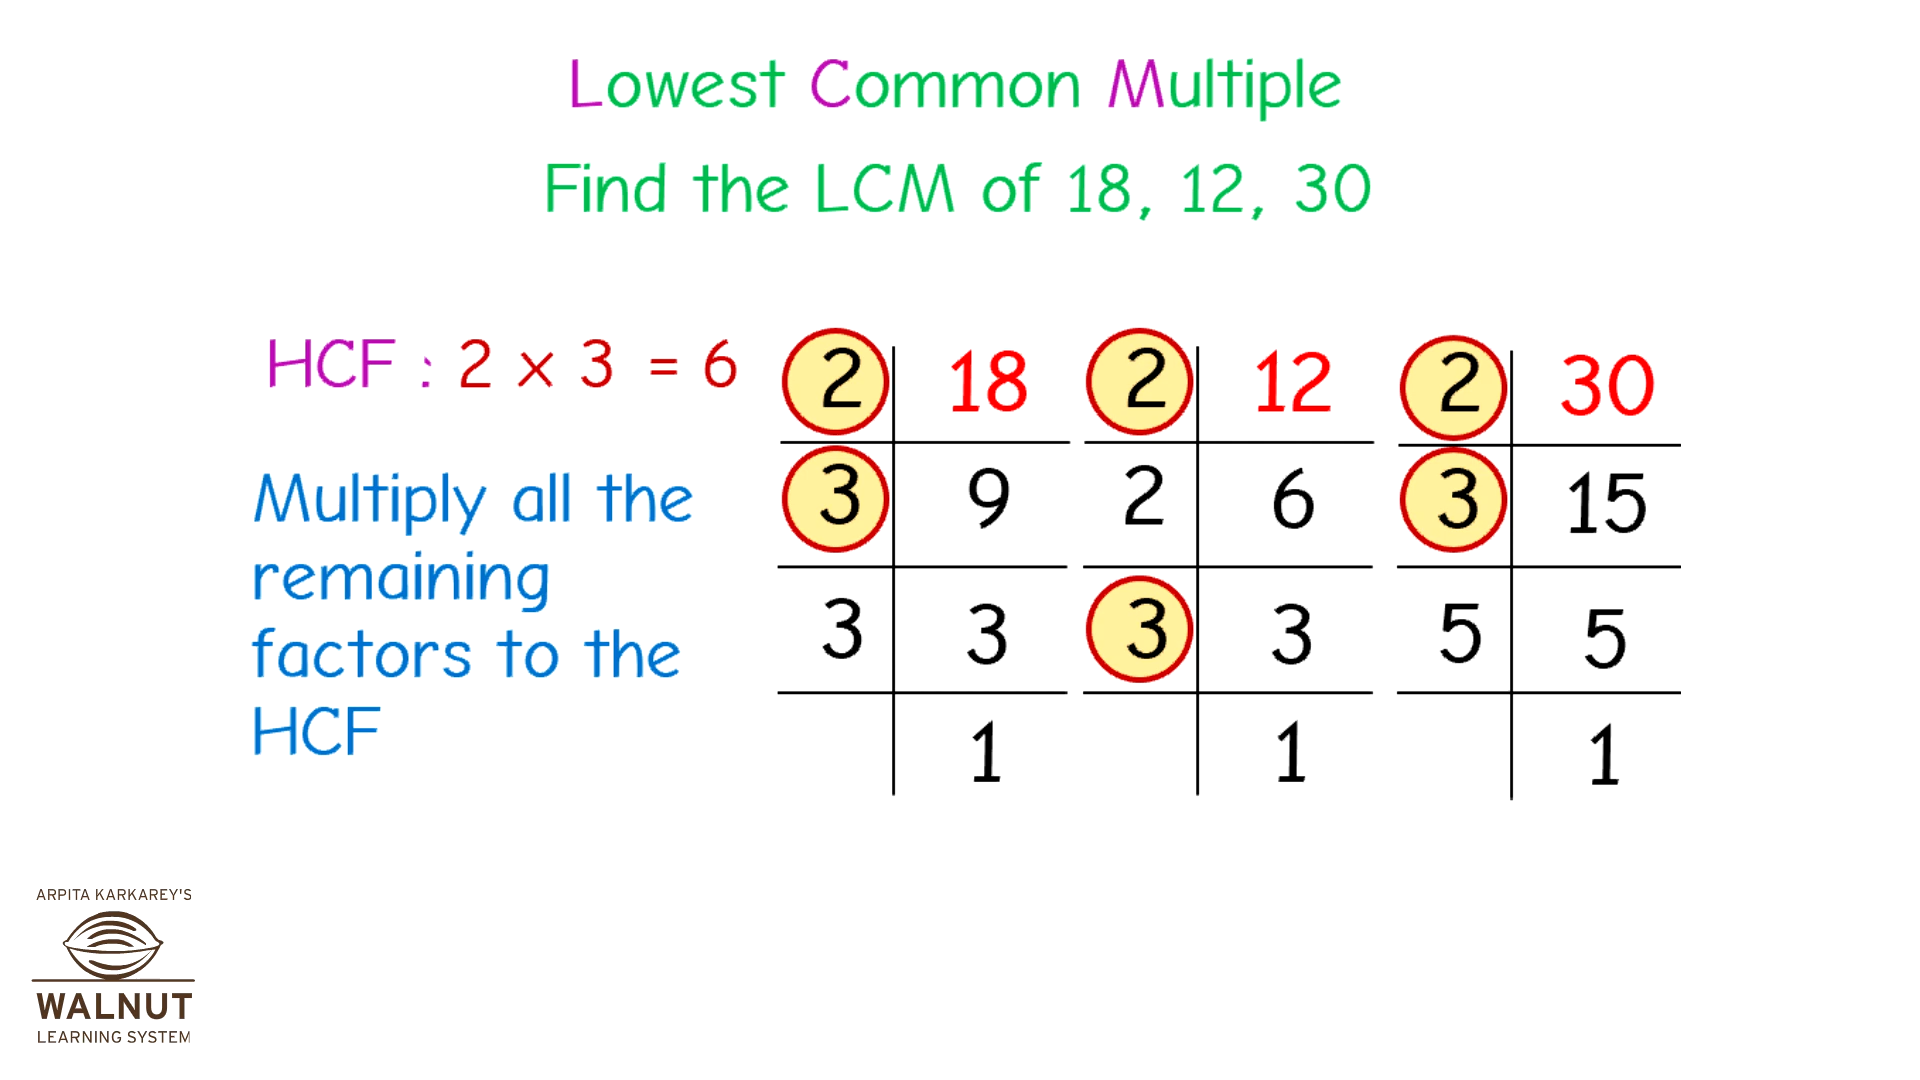 Lowest Common Multiple
Find the LCM of 18, 12, 30
HCF : 2 x 3 = 6
Multiply all the
remaining
factors to the
HCF
2 18 2 12 2 30
3 9 2 6 3 15
3 3 3 3 5 5
1 1 1
ARPITA KARKAREY'S
WALNUT
LEARNING SYSTEM